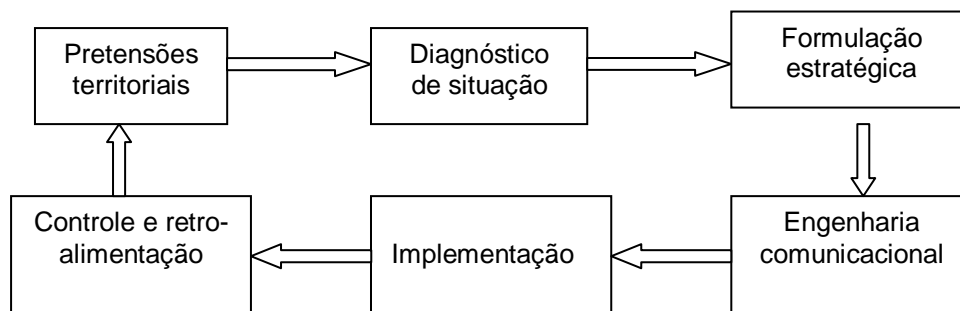 Pretensões
territoriais
Diagnóstico
de situação
Formulação
estratégica
Controle e retro-
alimentação
Implementação
Engenharia
comunicacional